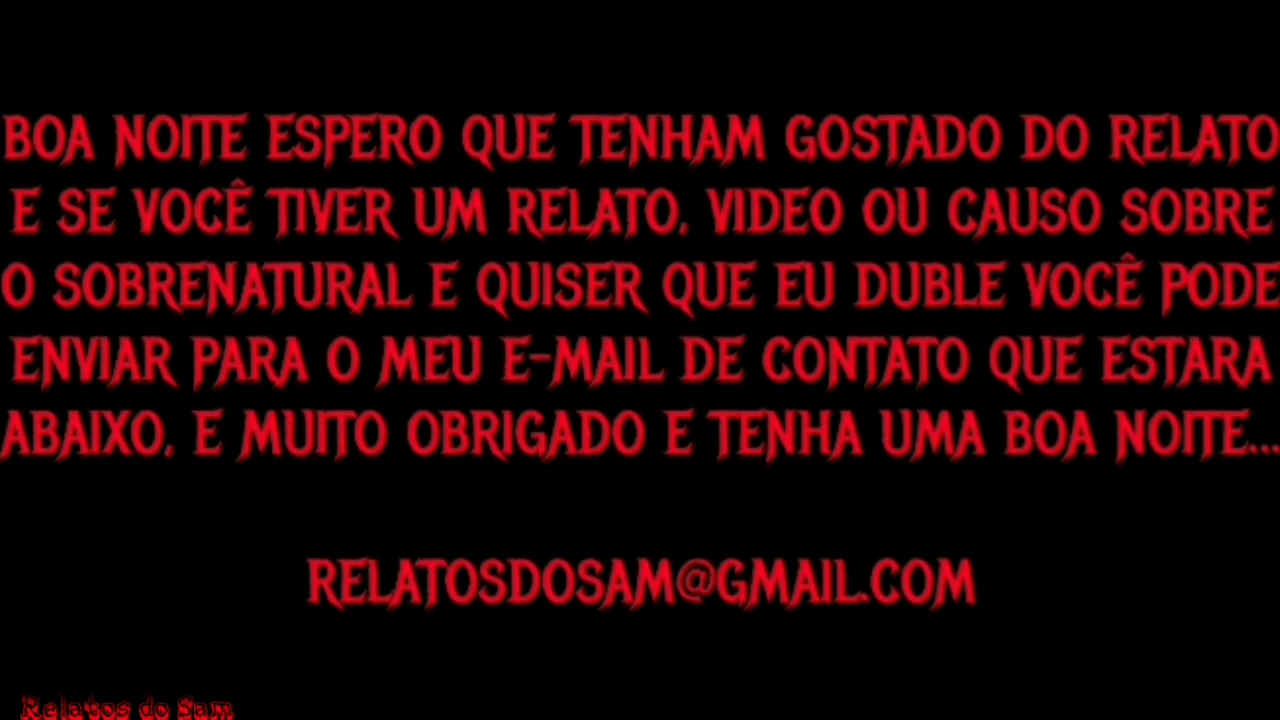 BOA NOITE ESPERO QUE TENHAM GOSTADO DO RELATO
E SE VOCÊ TIVER UM RELATO, VIDEO OU CAUSO SOBRE
O SOBRENATURAL E QUISER QUE EU DUBLE VOCÊ PODE
ENVIAR PARA O MEU E-MAIL DE CONTATO QUE ESTARA
ABAIXO, E MUITO OBRIGADO E TENHA UMA BOA NOITE...
RELATOSDOSAM@GMAIL.COM
Relatos do Sam